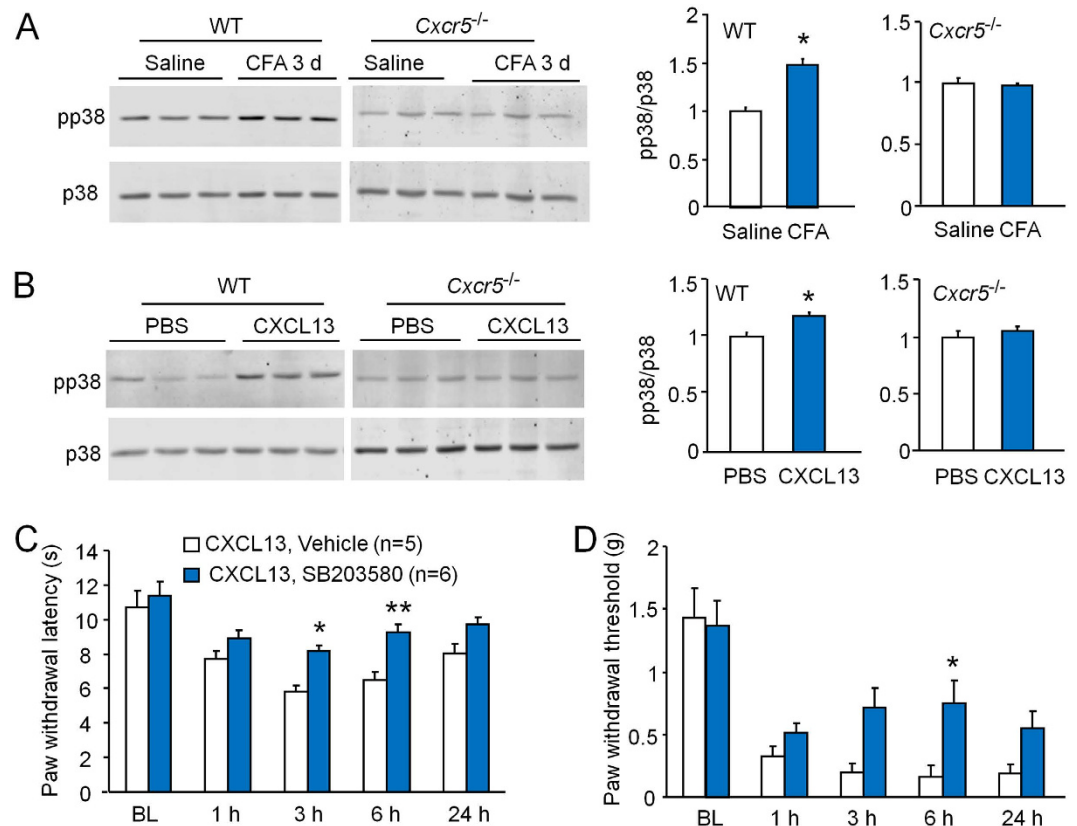 A
WT
Cxcr5-/-
Saline
CFA 3 d
Saline
CFA 3 d
pp38
p38
pp38/p38
2
1.5
1
0.5
0
WT
*
Saline CFA
1.5
1
0.5
0
Cxcr5-/-
Saline CFA
B
WT
Cxcr5-/-
PBS
CXCL13
PBS
CXCL13
pp38
p38
pp38/p38
1.5
1
0.5
0
WT
*
PBS CXCL13
1.5
1
0.5
0
Cxcr5-/-
PBS CXCL13
C
Paw withdrawal latency (s)
14
12
10
8
6
4
2
0
CXCL13, Vehicle (n=5)
CXCL13, SB203580 (n=6)
*
**
BL 1 h 3 h 6 h 24 h
D
Paw withdrawal threshold (g)
2
1.5
1
0.5
0
*
BL 1 h 3 h 6 h 24 h